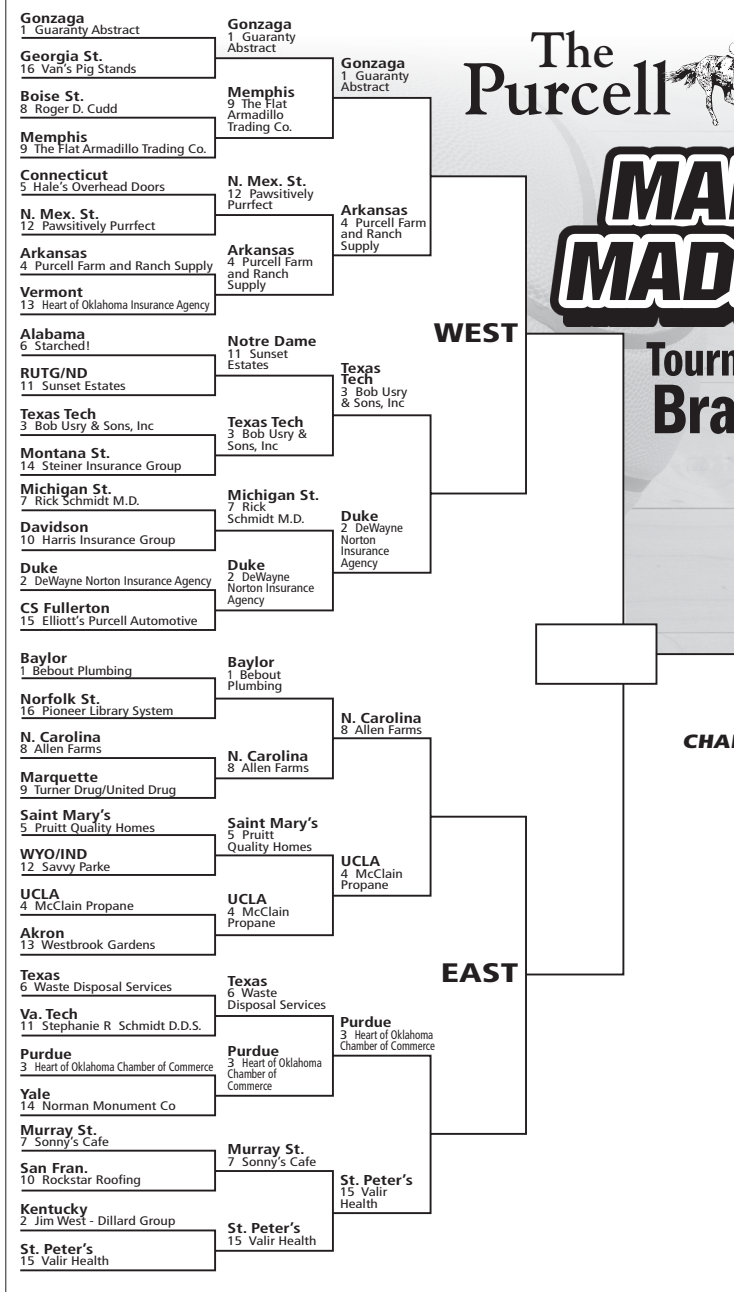 Gonzaga
1 Guaranty Abstract
Georgia St.
16 Van's Pig Stands
Boise St.
8 Roger D. Cudd
Memphis
9 The Flat Armadillo Trading Co.
Connecticut
5 Hale's Overhead Doors
N. Mex. St.
12 Pawsitively Purrfect
Arkansas
4 Purcell Farm and Ranch Supply
Vermont
13 Heart of Oklahoma Insurance Agency
Alabama
6 Starched!
RUTG/ND
11 Sunset Estates
Texas Tech
3 Bob Usry & Sons, Inc
Montana St.
14 Steiner Insurance Group
Michigan St.
7 Rick Schmidt M.D.
Davidson
10 Harris Insurance Group
Duke
2 DeWayne Norton Insurance Agency
CS Fullerton
15 Elliott's Purcell Automotive
Baylor
1 Bebout Plumbing
Norfolk St.
16 Pioneer Library System
N. Carolina
8 Allen Farms
Marquette
9 Turner Drug/United Drug
Saint Mary's
5 Pruitt Quality Homes
WYO/IND
12 Savvy Parke
UCLA
4 McClain Propane
Akron
13 Westbrook Gardens
Texas
6 Waste Disposal Services
Va. Tech
11 Stephanie R Schmidt D.D.S.
Purdue
3 Heart of Oklahoma Chamber of Commerce
Yale
14 Norman Monument Co
Murray St.
7 Sonny's Cafe
San Fran.
10 Rockstar Roofing
Kentucky
2 Jim West - Dillard Group
St. Peter's
15 Valir Health
Gonzaga
1 Guaranty
Abstract
Memphis
9 The Flat
Armadillo
Trading Co.
N. Mex. St.
12 Pawsitively
Purrfect
Arkansas
4 Purcell Farm
and Ranch
Supply
Notre Dame
11 Sunset
Estates
Texas Tech
3 Bob Usry &
Sons, Inc
Michigan St.
7 Rick
Schmidt M.D.
Duke
2 DeWayne
Norton Insurance
Agency
Baylor
1 Bebout
Plumbing
N. Carolina
8 Allen Farms
Saint Mary's
5 Pruitt
Quality Homes
UCLA
4 McClain
Propane
Texas
6 Waste
Disposal Services
Purdue
3 Heart of Oklahoma
Chamber of
Commerce
Murray St.
7 Sonny's Cafe
St. Peter's
15 Valir Health
Gonzaga
1 Guaranty
Abstract
Arkansas
4 Purcell Farm
and Ranch
Supply
Texas
Tech
3 Bob Usry
& Sons, Inc
Duke
2 DeWayne
Norton
Insurance
Agency
N. Carolina
8 Allen Farms
UCLA
4 McClain
Propane
Purdue
3 Heart of Oklahoma
Chamber of Commerce
St. Peter's
15 Valir
Health
WEST
EAST
The
Purcell
MA
MAD
Tourn
Bra
CHA